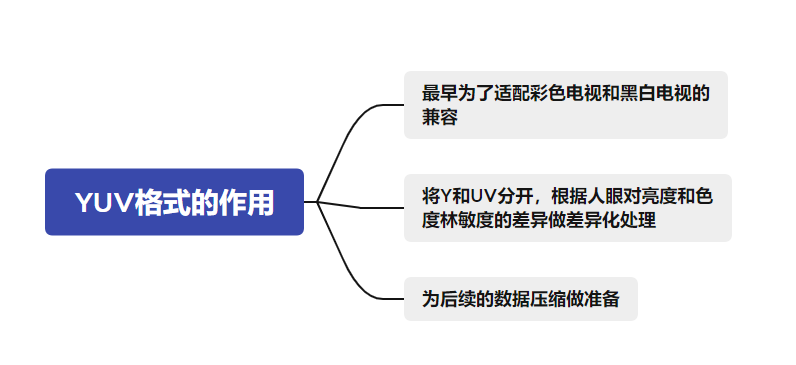 YUV格式的作用
最早为了适配彩色电视和黑白电视的
兼容
将Y和UV分开，根据人眼对亮度和色
度林敏度的差异做差异化处理
为后续的数据压缩做准备